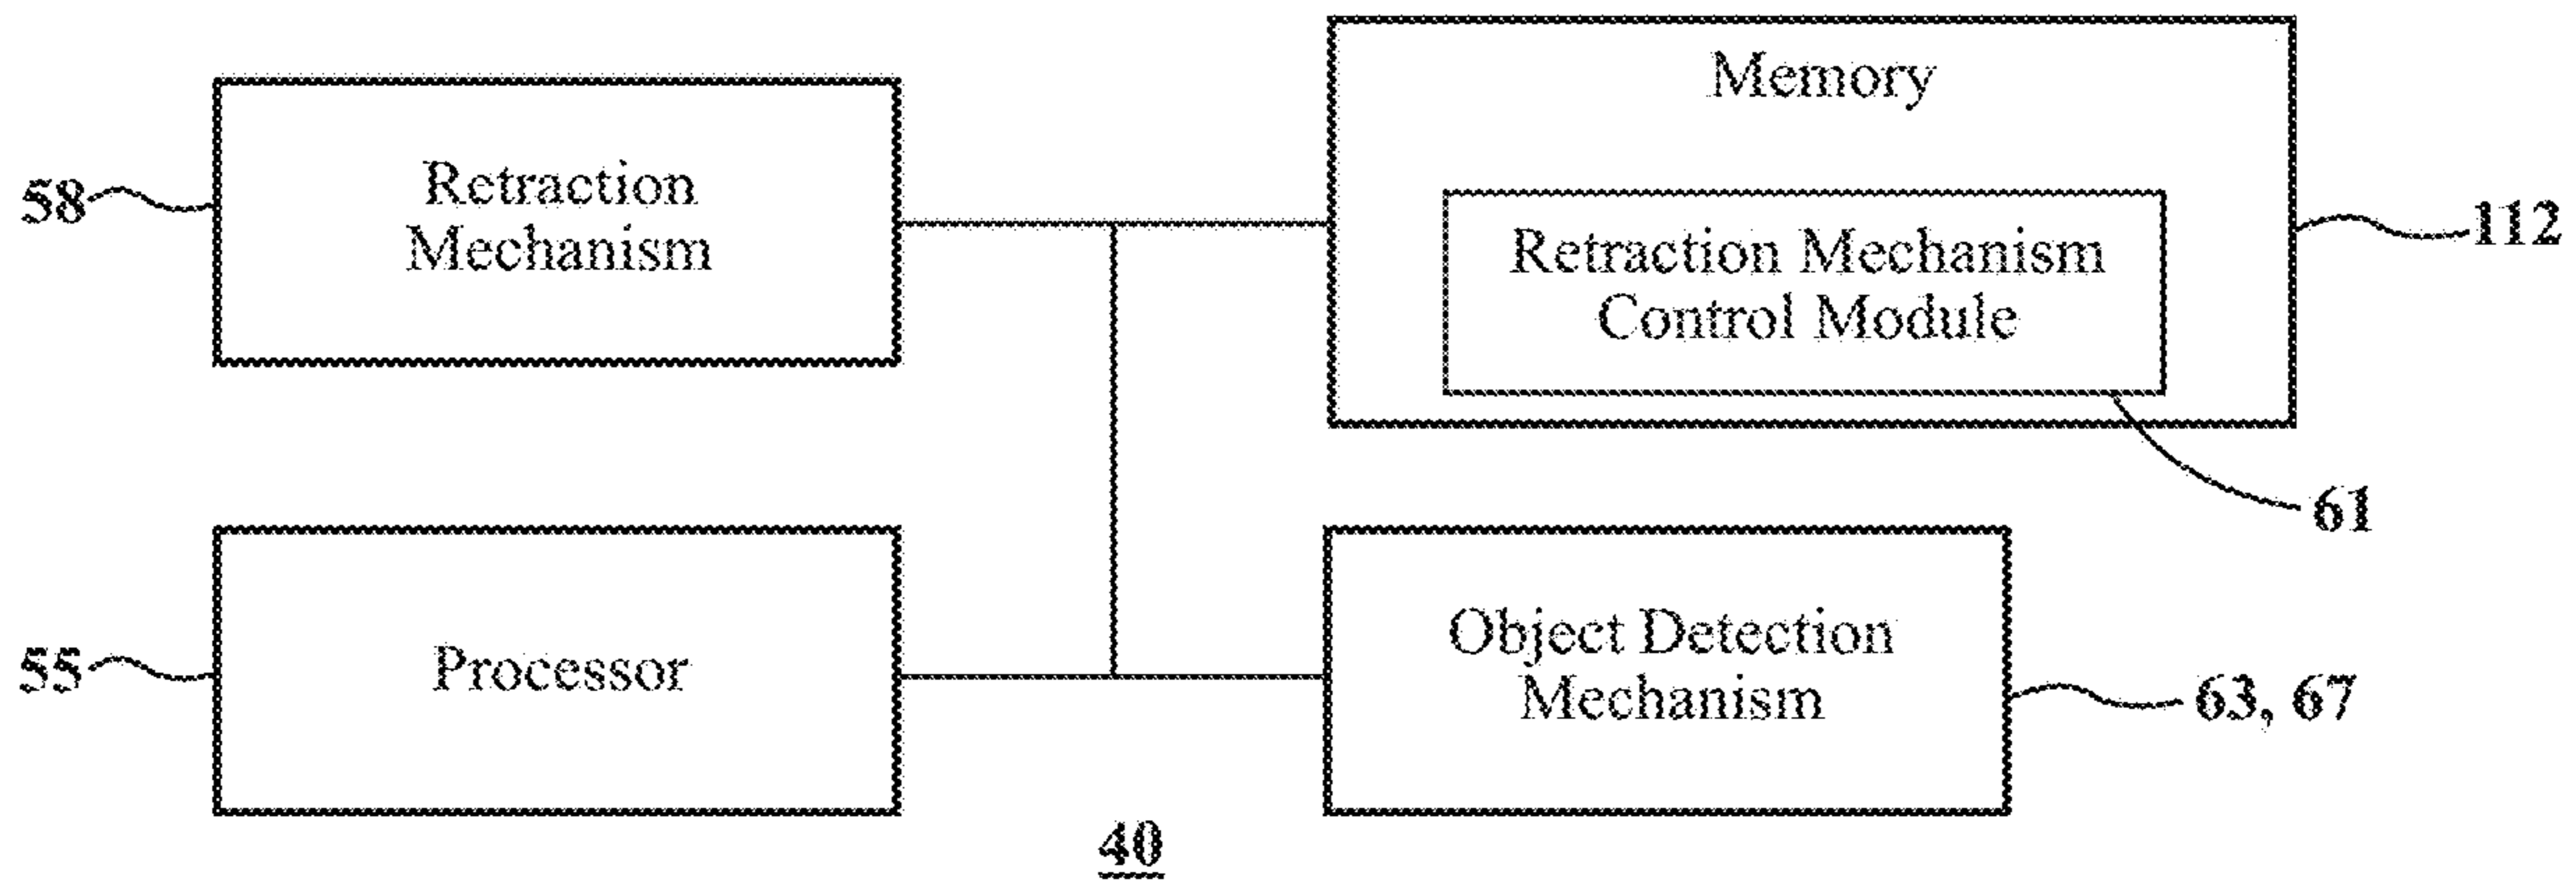 Memory
Retraction
Mechanism
58
Retraction Mechanism
Control Module
112
61
Processor
55
Object Detection
Mechanism
63, 67
40